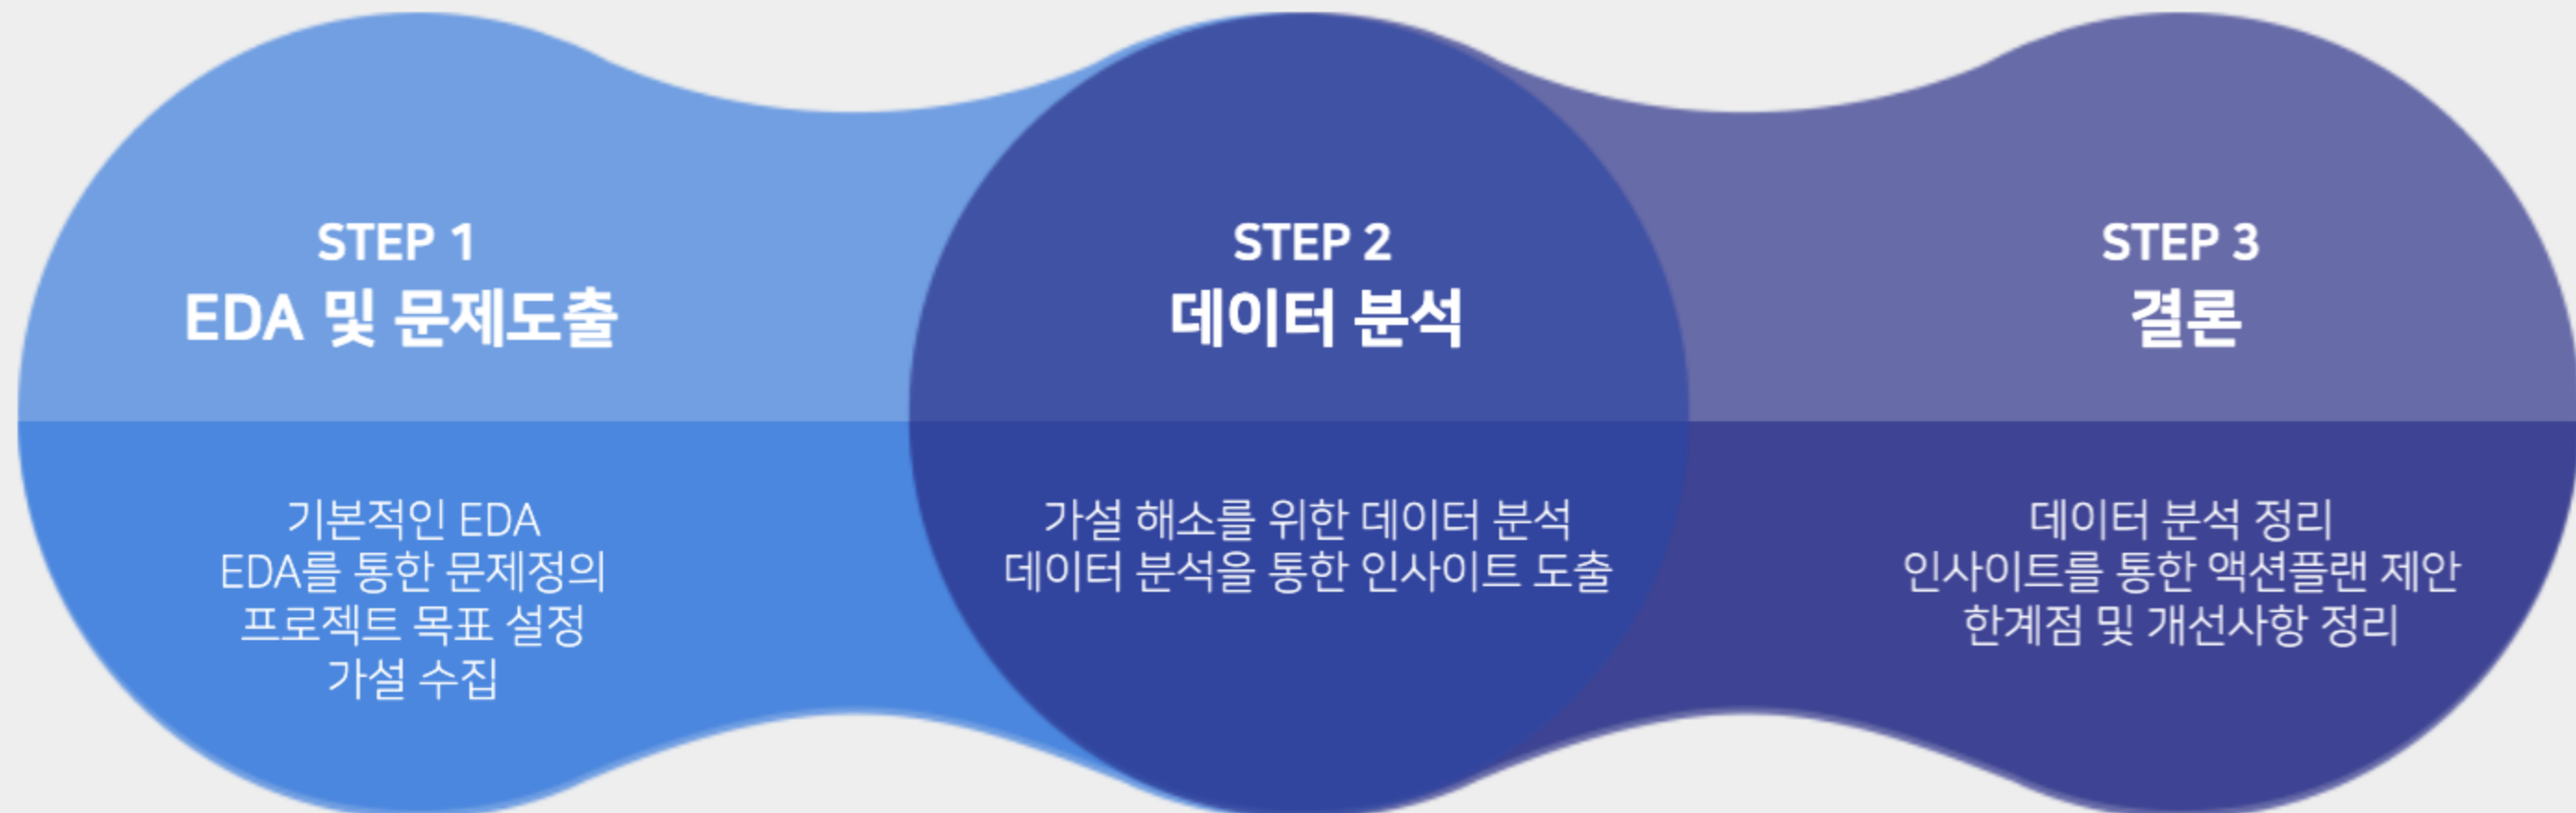 STEP 1
EDA 및 문제도출
기본적인 EDA
EDA를 통한 문제정의
프로젝트 목표 설정
가설 수집
STEP 2
데이터 분석
가설 해소를 위한 데이터 분석
데이터 분석을 통한 인사이트 도출
STEP 3
결론
데이터 분석 정리
인사이트를 통한 액션플랜 제안
한계점 및 개선사항 정리